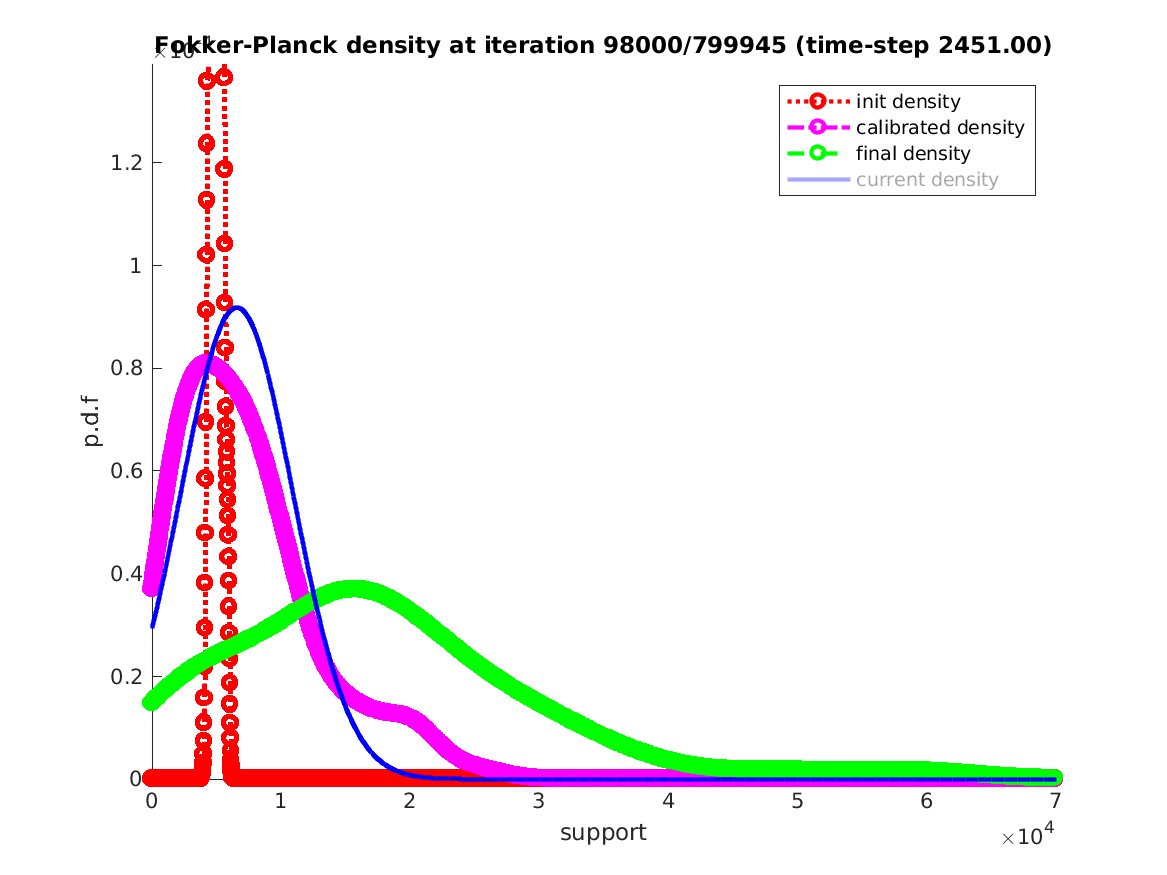 Fokker-Planck density at iteration 98000/799945 (time-step 2451.00)
init density
calibrated density
final density
current density
1.2
1
0.8
0.6
0.4
0.2
0
p.d.f
0 1 2 3 4 5 6 7
support
×10⁴